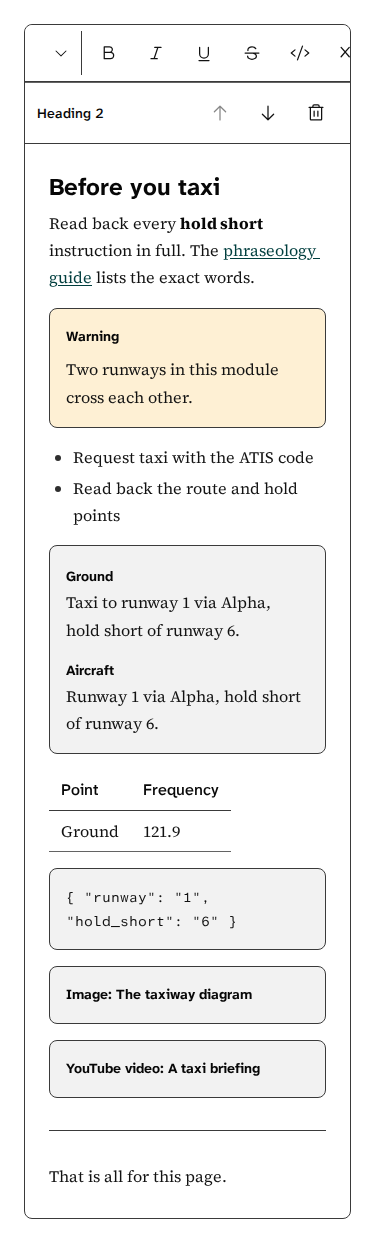 B I U S </> X
Heading 2
Before you taxi
Read back every hold short
instruction in full. The phraseology
guide lists the exact words.
Warning
Two runways in this module
cross each other.
Request taxi with the ATIS code
Read back the route and hold
points
Ground
Taxi to runway 1 via Alpha,
hold short of runway 6.
Aircraft
Runway 1 via Alpha, hold short
of runway 6.
Point Frequency
Ground 121.9
{ "runway": "1",
"hold_short": "6" }
Image: The taxiway diagram
YouTube video: A taxi briefing
That is all for this page.